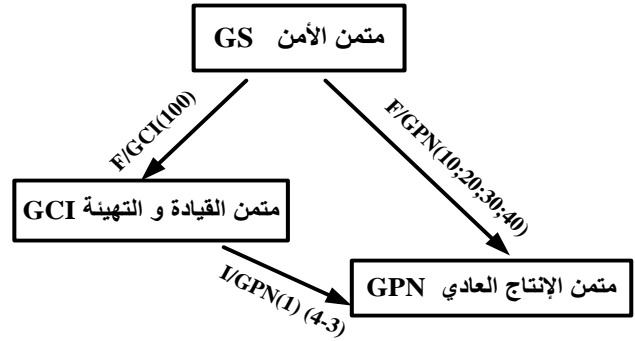 متمن الأمن GS
F/GCI(100)
F/GPN(10;20;30;40)
متمن القيادة و التهيئة GCI
I/GPN(1) (4-3)
متمن الإنتاج العادي GPN